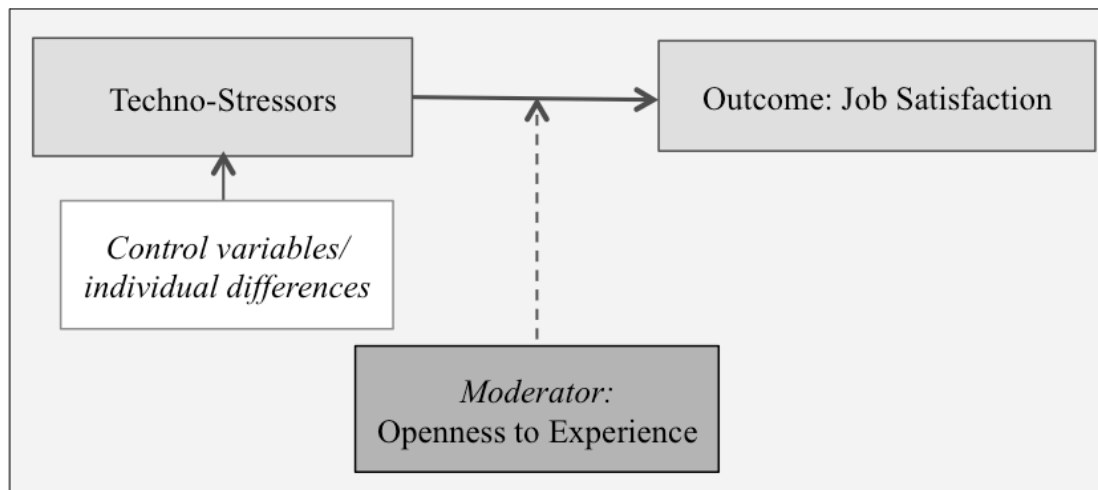 Techno-Stressors
Outcome: Job Satisfaction
Control variables/
individual differences
Moderator:
Openness to Experience